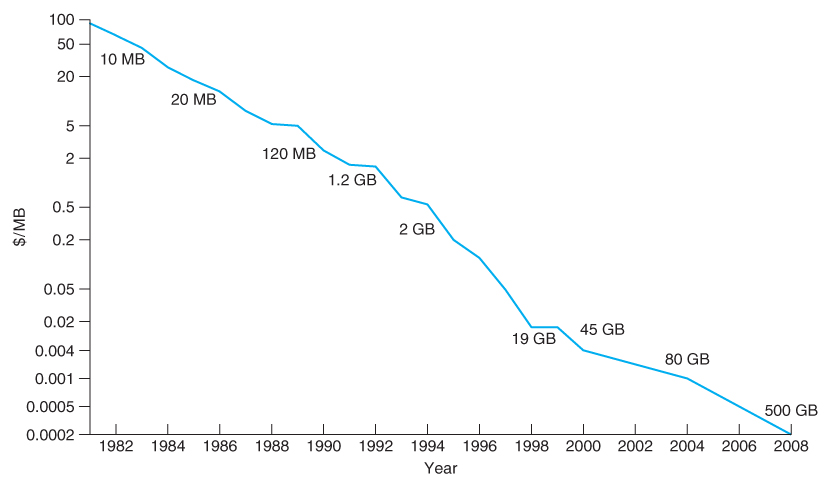 100
50
10 MB
20
20 MB
5
120 MB
2
1.2 GB
0.5
2 GB
0.2
$/MB
0.05
0.02
19 GB
45 GB
0.004
80 GB
0.001
0.0005
500 GB
0.0002
1982 1984 1986 1988 1990 1992 1994 1996 1998 2000 2002 2004 2006 2008
Year